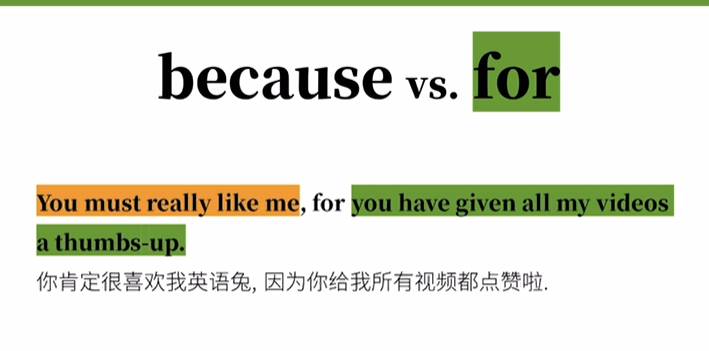 because vs. for
You must really like me, for you have given all my videos
a thumbs-up.
你肯定很喜欢我英语兔, 因为你给我所有视频都点赞啦.